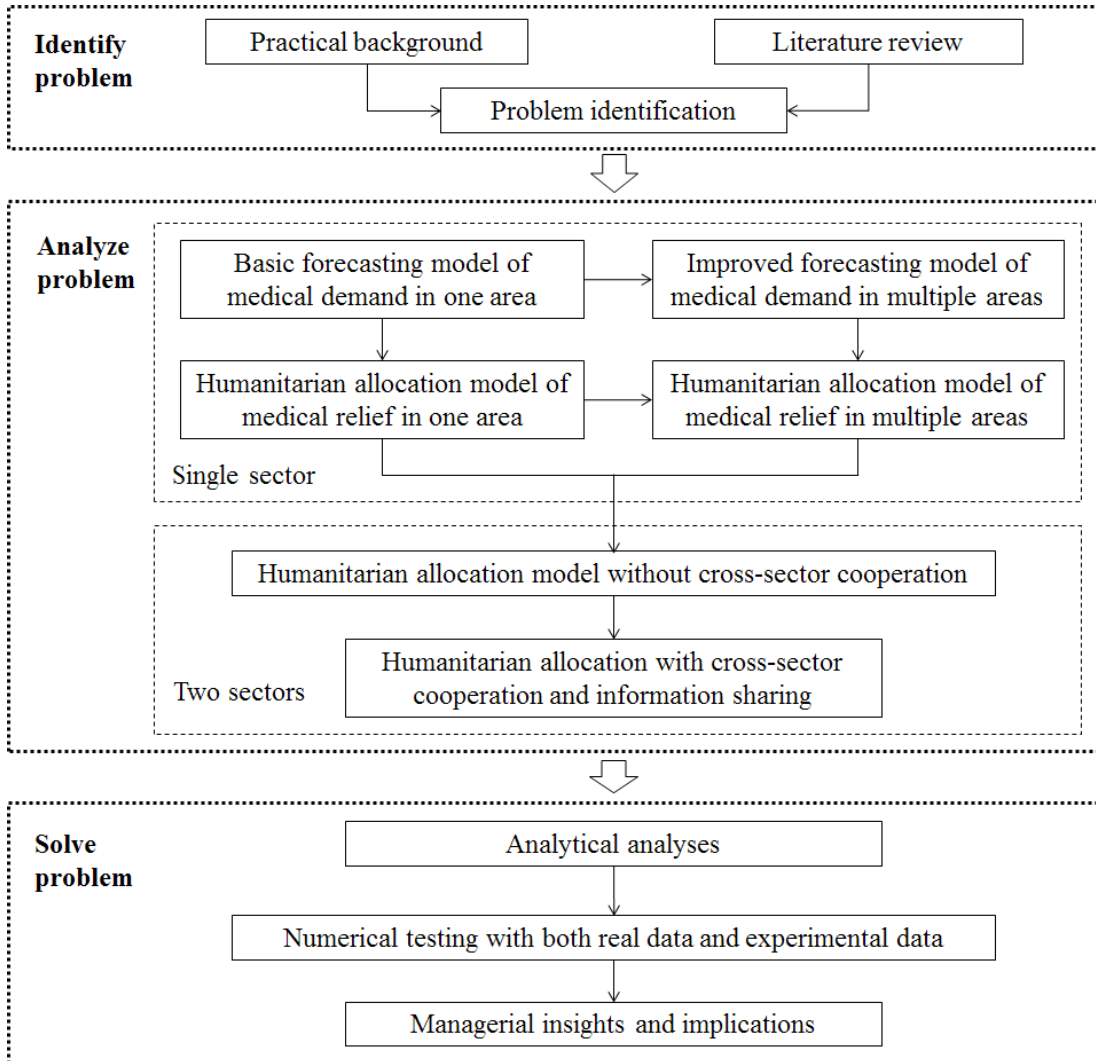 Identify
problem
Practical background
Literature review
Problem identification
Analyze
problem
Basic forecasting model of
medical demand in one area
Improved forecasting model of
medical demand in multiple areas
Humanitarian allocation model of
medical relief in one area
Humanitarian allocation model of
medical relief in multiple areas
Single sector
Humanitarian allocation model without cross-sector cooperation
Humanitarian allocation with cross-sector
cooperation and information sharing
Two sectors
Solve
problem
Analytical analyses
Numerical testing with both real data and experimental data
Managerial insights and implications